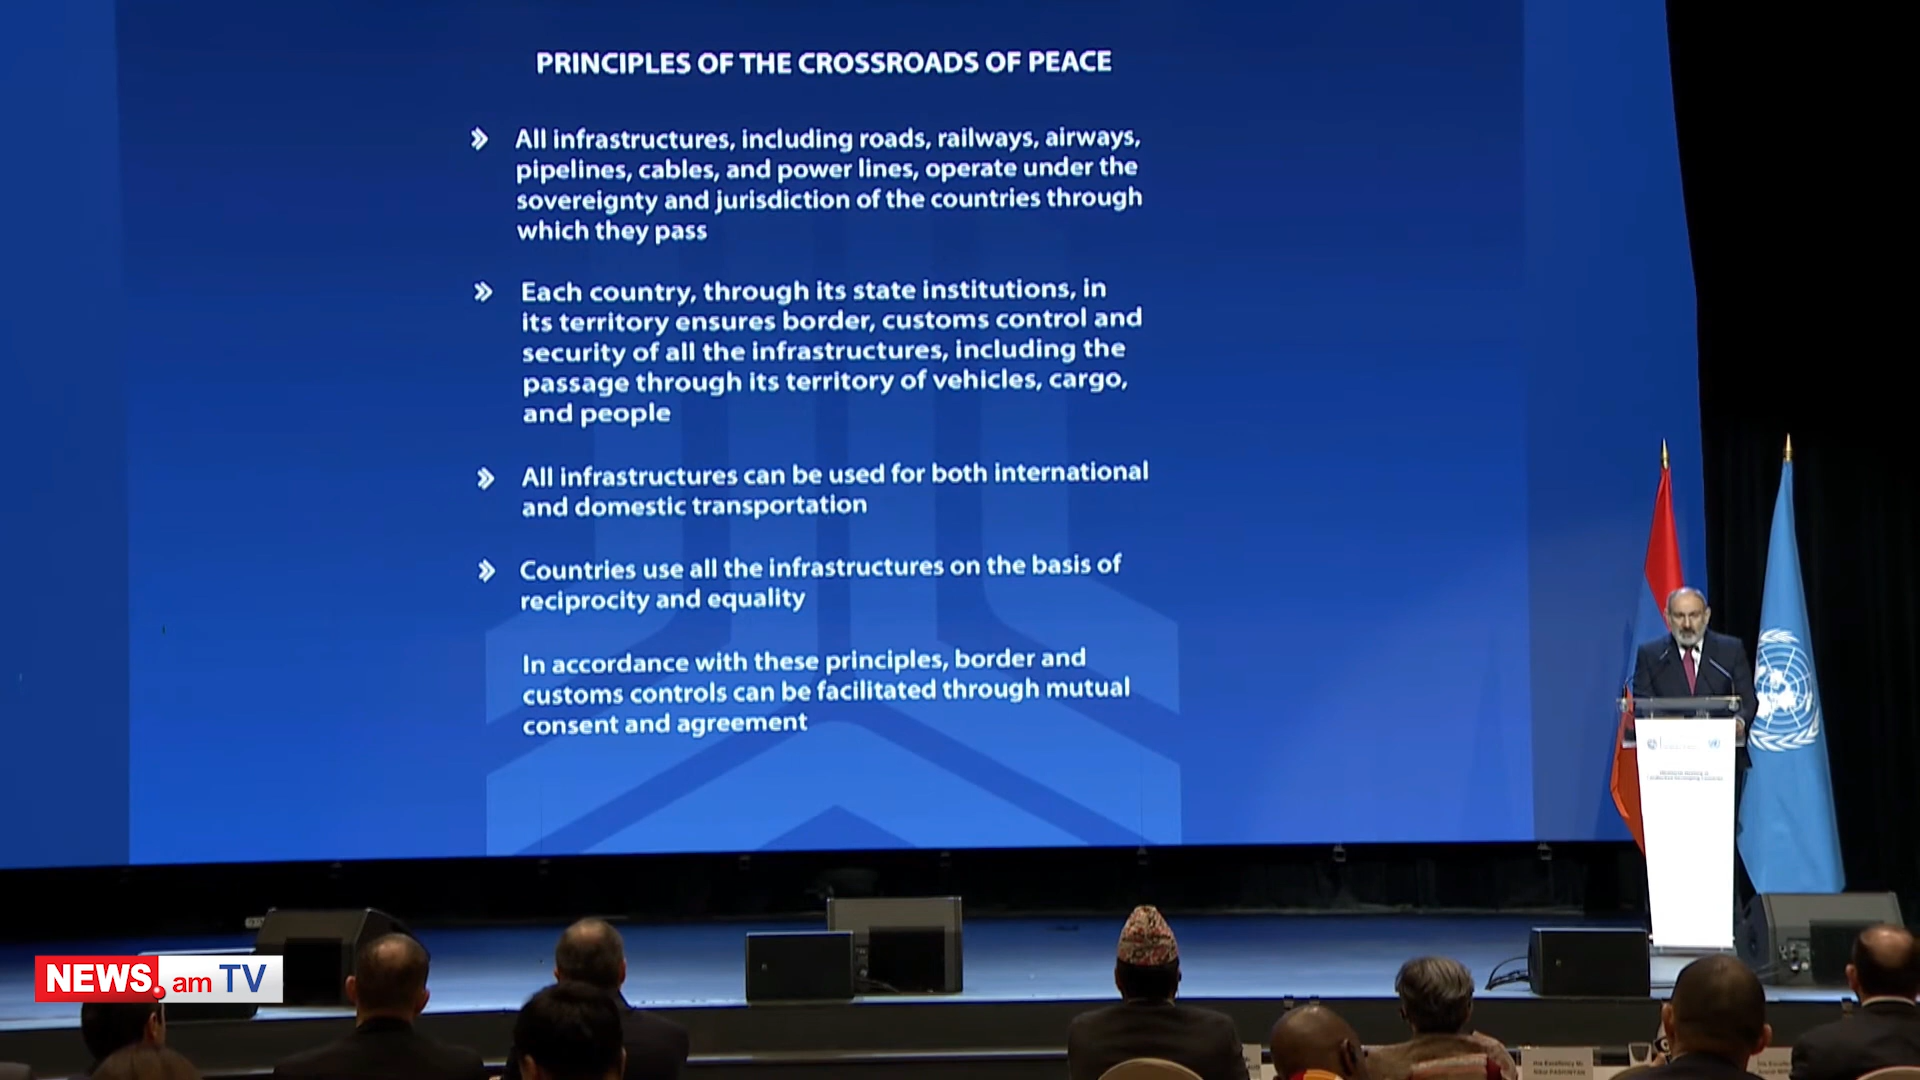 PRINCIPLES OF THE CROSSROADS OF PEACE
» All infrastructures, including roads, railways, airways,
pipelines, cables, and power lines, operate under the
sovereignty and jurisdiction of the countries through
which they pass
» Each country, through its state institutions, in
its territory ensures border, customs control and
security of all the infrastructures, including the
passage through its territory of vehicles, cargo,
and people
» All infrastructures can be used for both international
and domestic transportation
» Countries use all the infrastructures on the basis of
reciprocity and equality
In accordance with these principles, border and
customs controls can be facilitated through mutual
consent and agreement
NEWS.am TV